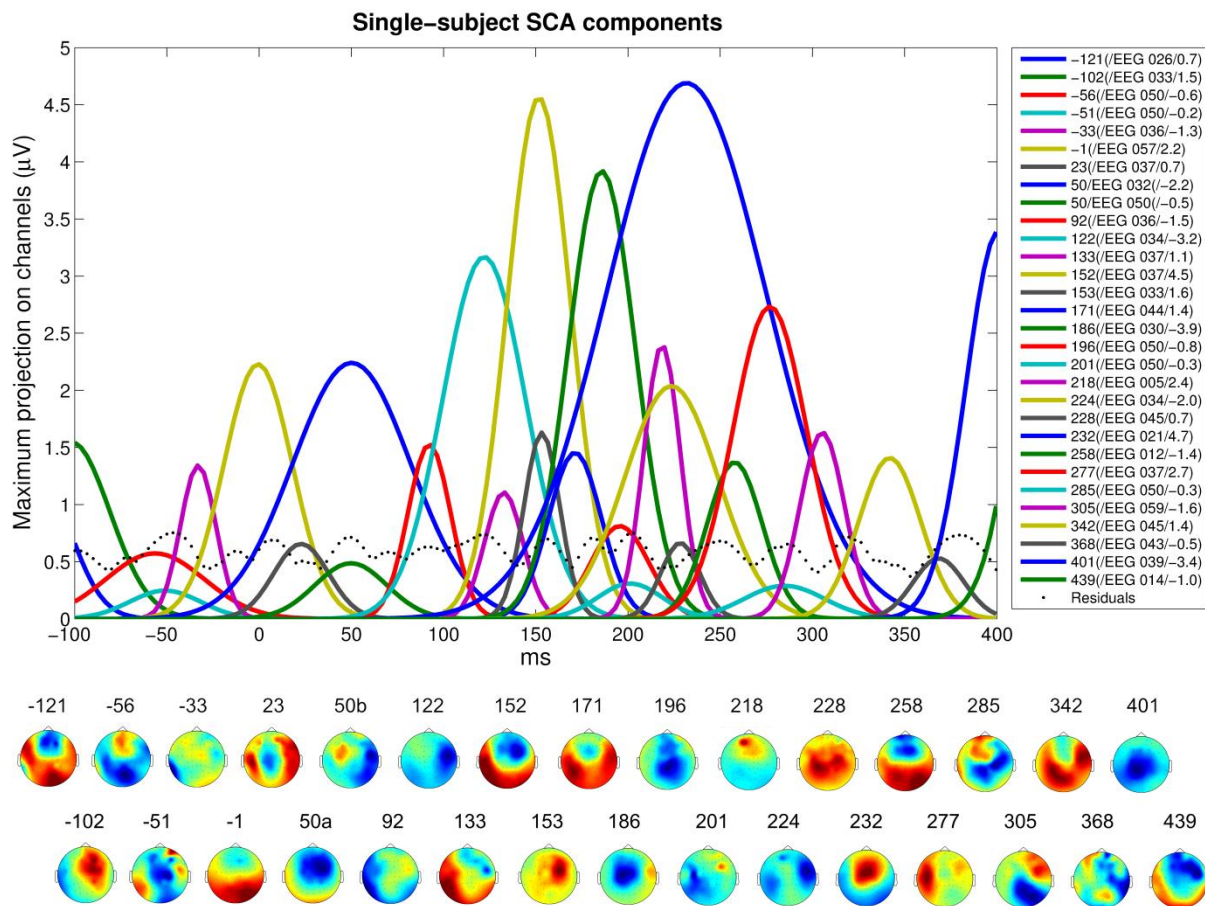 Single−subject SCA components
Maximum projection on channels (μV)
5
4.5
4
3.5
3
2.5
2
1.5
1
0.5
0
−100 −50 0 50 100 150 200 250 300 350 400
ms
−121(/EEG 026/0.7)
−102(/EEG 033/1.5)
−56(/EEG 050/−0.6)
−51(/EEG 050/−0.2)
−33(/EEG 036/−1.3)
−1(/EEG 057/2.2)
23(/EEG 037/0.7)
50/EEG 032(/−2.2)
50/EEG 050(/−0.5)
92(/EEG 036/−1.5)
122(/EEG 034/−3.2)
133(/EEG 037/1.1)
152(/EEG 037/4.5)
153(/EEG 033/1.6)
171(/EEG 044/1.4)
186(/EEG 030/−3.9)
196(/EEG 050/−0.8)
201(/EEG 050/−0.3)
218(/EEG 005/2.4)
224(/EEG 034/−2.0)
228(/EEG 045/0.7)
232(/EEG 021/4.7)
258(/EEG 012/−1.4)
277(/EEG 037/2.7)
285(/EEG 050/−0.3)
305(/EEG 059/−1.6)
342(/EEG 045/1.4)
368(/EEG 043/−0.5)
401(/EEG 039/−3.4)
439(/EEG 014/−1.0)
Residuals
-121 -56 -33 23 50b 122 152 171 196 218 228 258 285 342 401
-102 -51 -1 50a 92 133 153 186 201 224 232 277 305 368 439